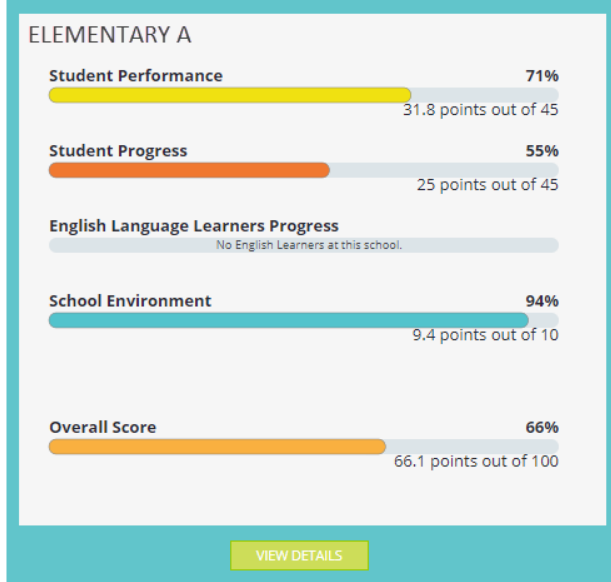 ELEMENTARY A
Student Performance 71%
31.8 points out of 45
Student Progress 55%
25 points out of 45
English Language Learners Progress
No English Learners at this school.
School Environment 94%
9.4 points out of 10
Overall Score 66%
66.1 points out of 100
VIEW DETAILS